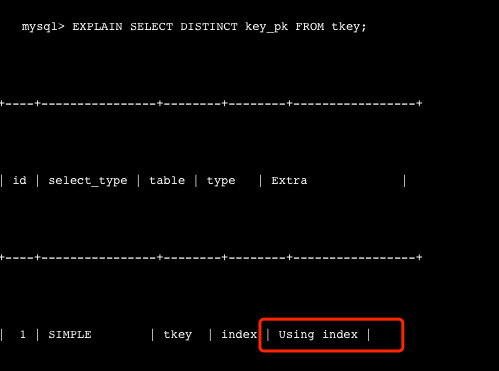 mysql> EXPLAIN SELECT DISTINCT key_pk FROM tkey;
+----+----------------+--------+--------+-----------------+
| id | select_type | table | type   | Extra             |
+----+----------------+--------+--------+-----------------+
|  1 | SIMPLE        | tkey  | index| Using index |